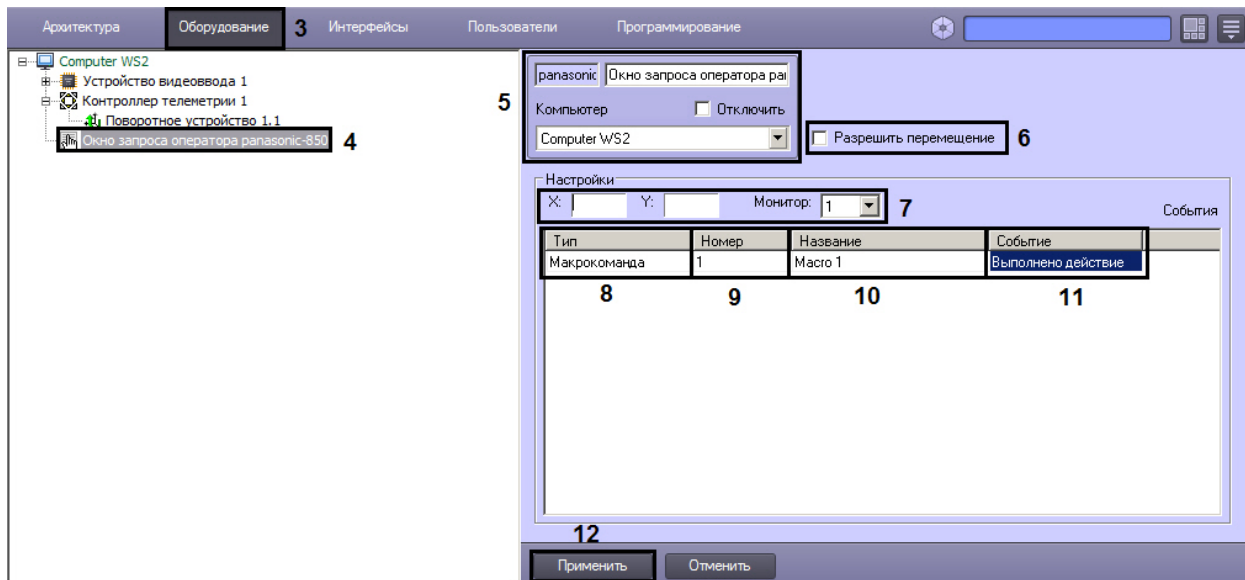 Архитектура Оборудование 3 Интерфейсы Пользователи Программирование
Computer WS2
Устройство видеоввода 1
Контроллер телеметрии 1
Поворотное устройство 1.1
Окно запроса оператора panasonic-850 4
5
panasonic Окно запроса оператора pai
Компьютер Отключить
Computer WS2
Разрешить перемещение 6
Настройки
X: Y: Монитор: 1 7
События
Тип Номер Название Событие
Макрокоманда 1 Macro 1 Выполнено действие
8 9 10 11
12
Применить Отменить